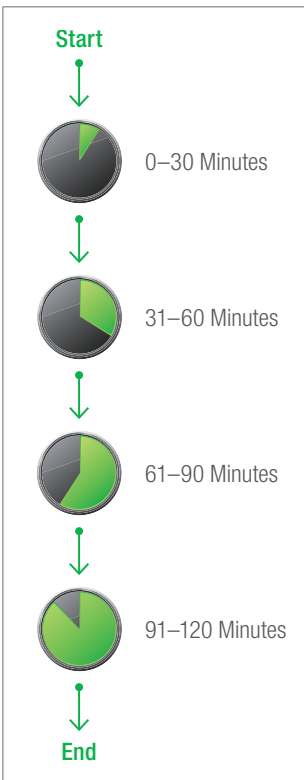 Start
0–30 Minutes
31–60 Minutes
61–90 Minutes
91–120 Minutes
End